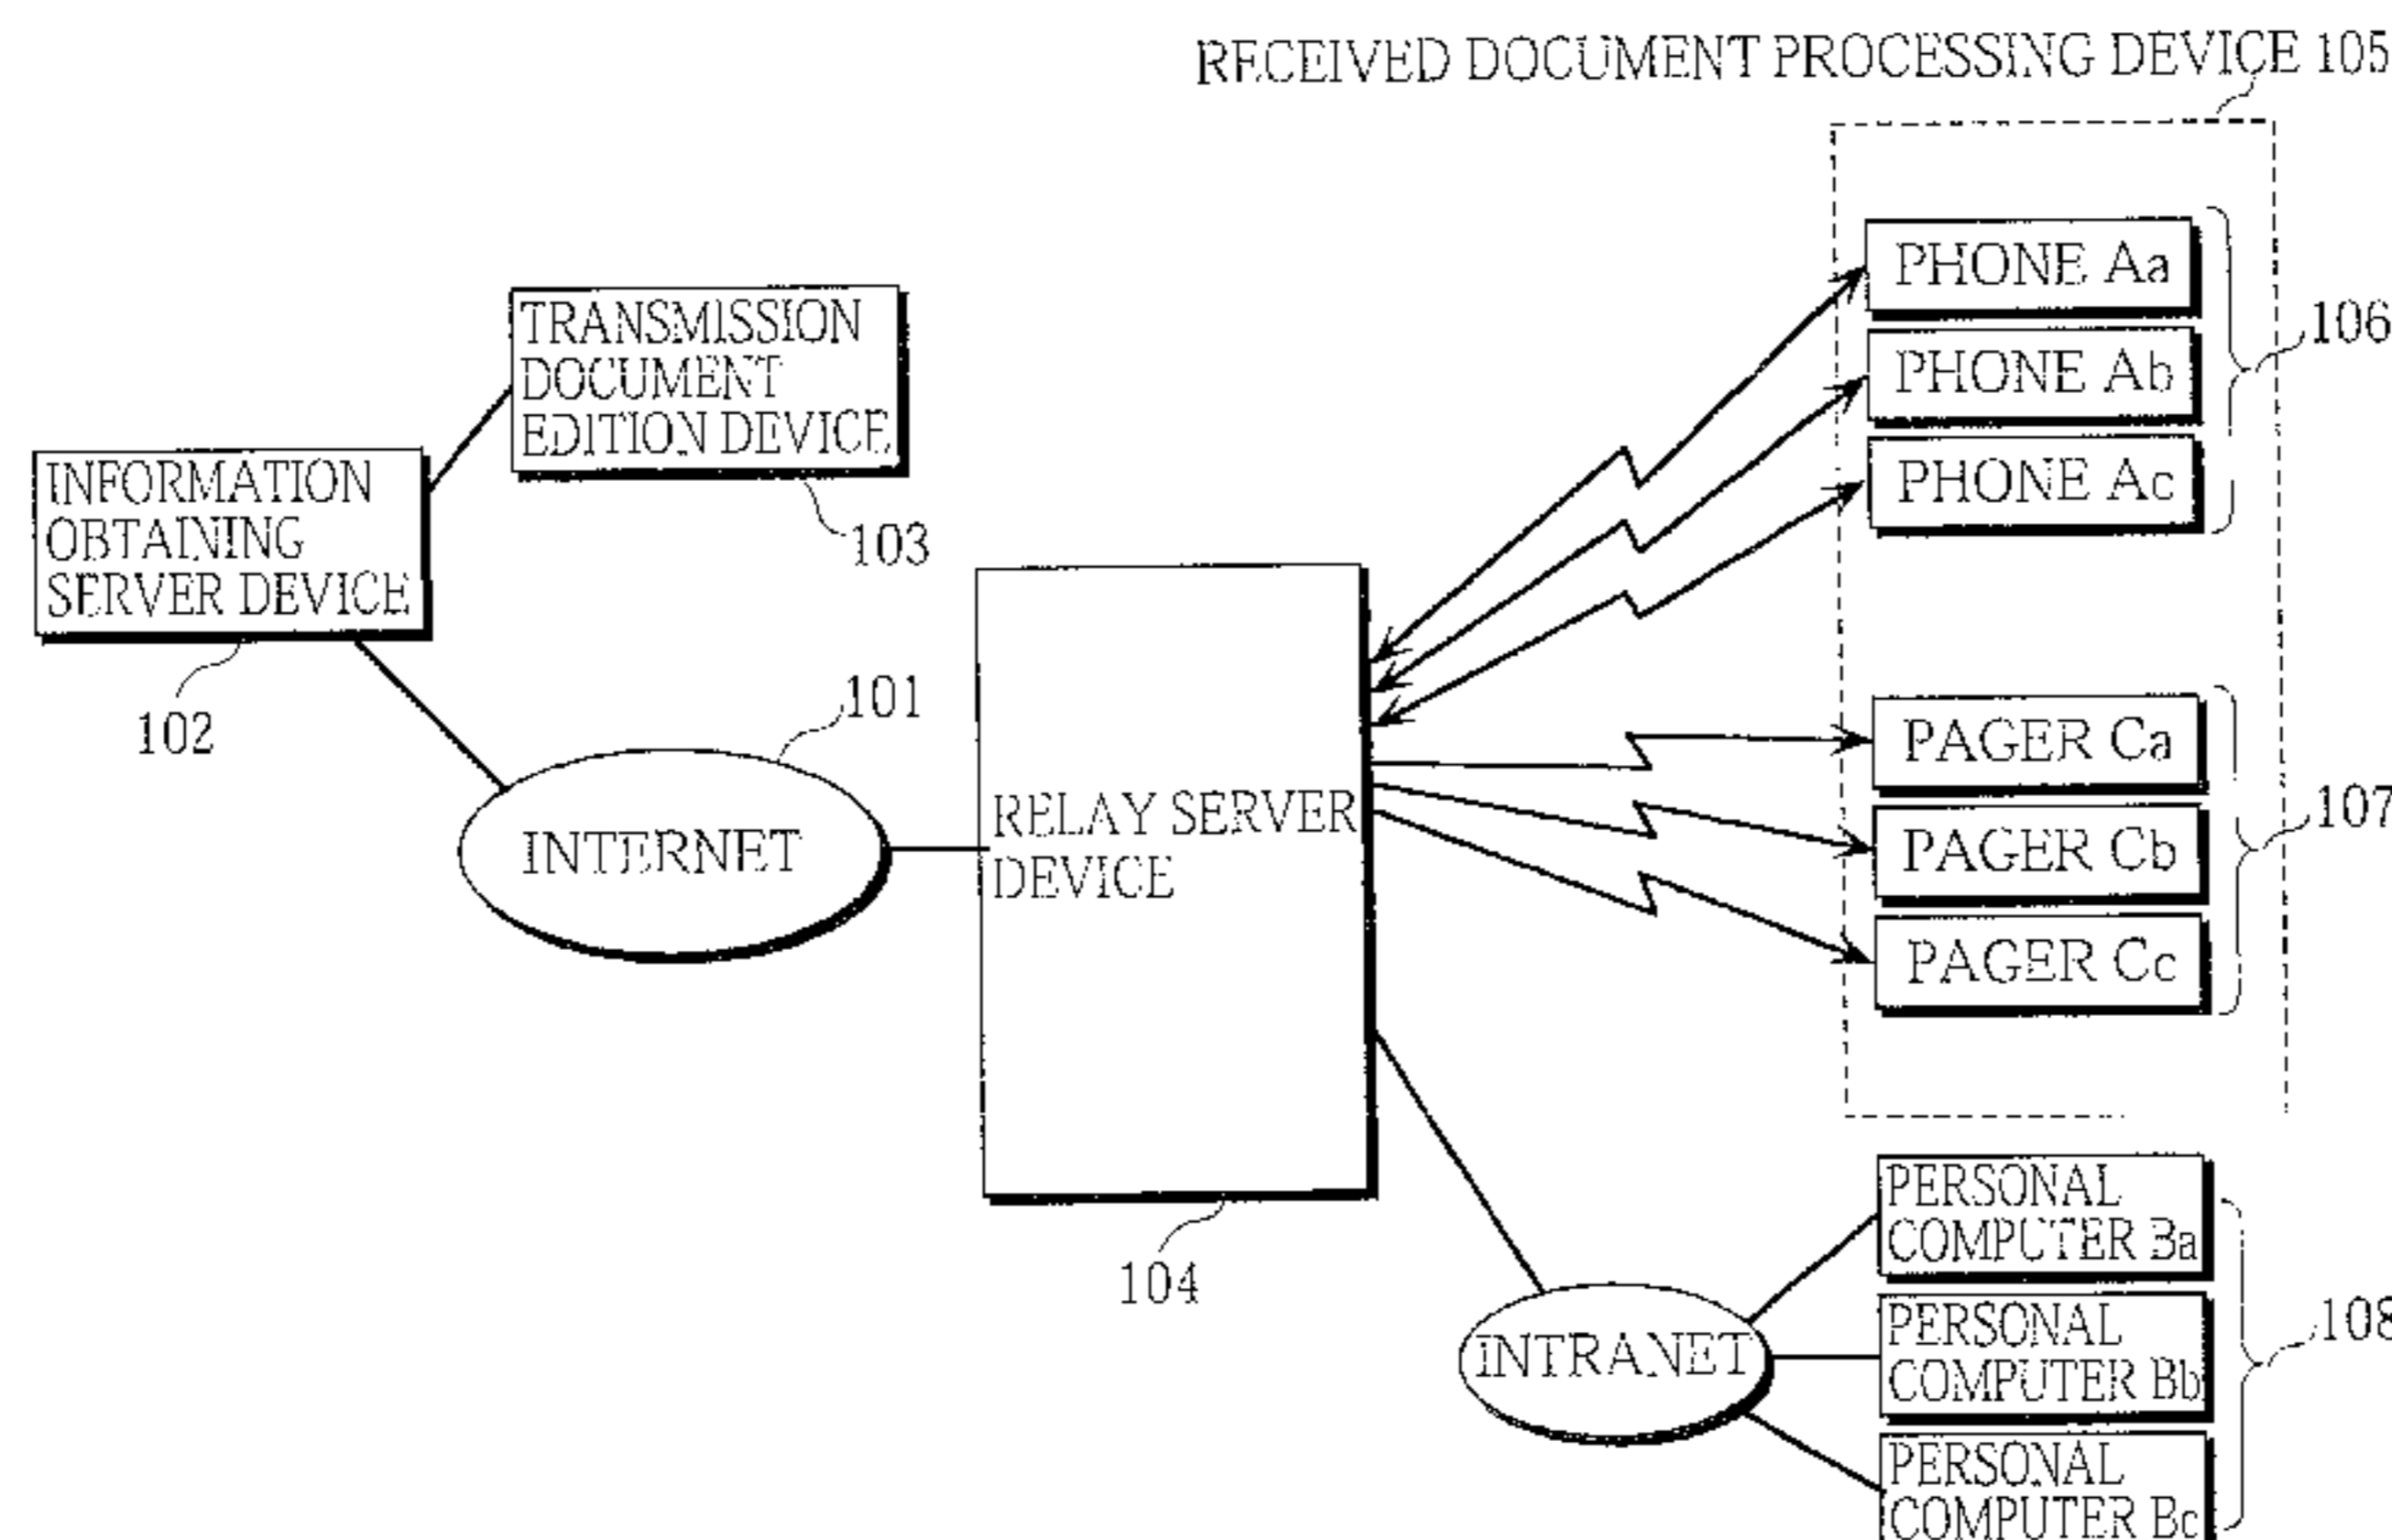 RECEIVED DOCUMENT PROCESSING DEVICE 105
PHONE Aa
PHONE Ab
PHONE Ac
106
TRANSMISSION
DOCUMENT
EDITION DEVICE
103
INFORMATION
OBTAINING
SERVER DEVICE
102
101
INTERNET
RELAY SERVER
DEVICE
104
PAGER Ca
PAGER Cb
PAGER Cc
107
INTRANET
PERSONAL
COMPUTER Ba
PERSONAL
COMPUTER Bb
PERSONAL
COMPUTER Bc
108